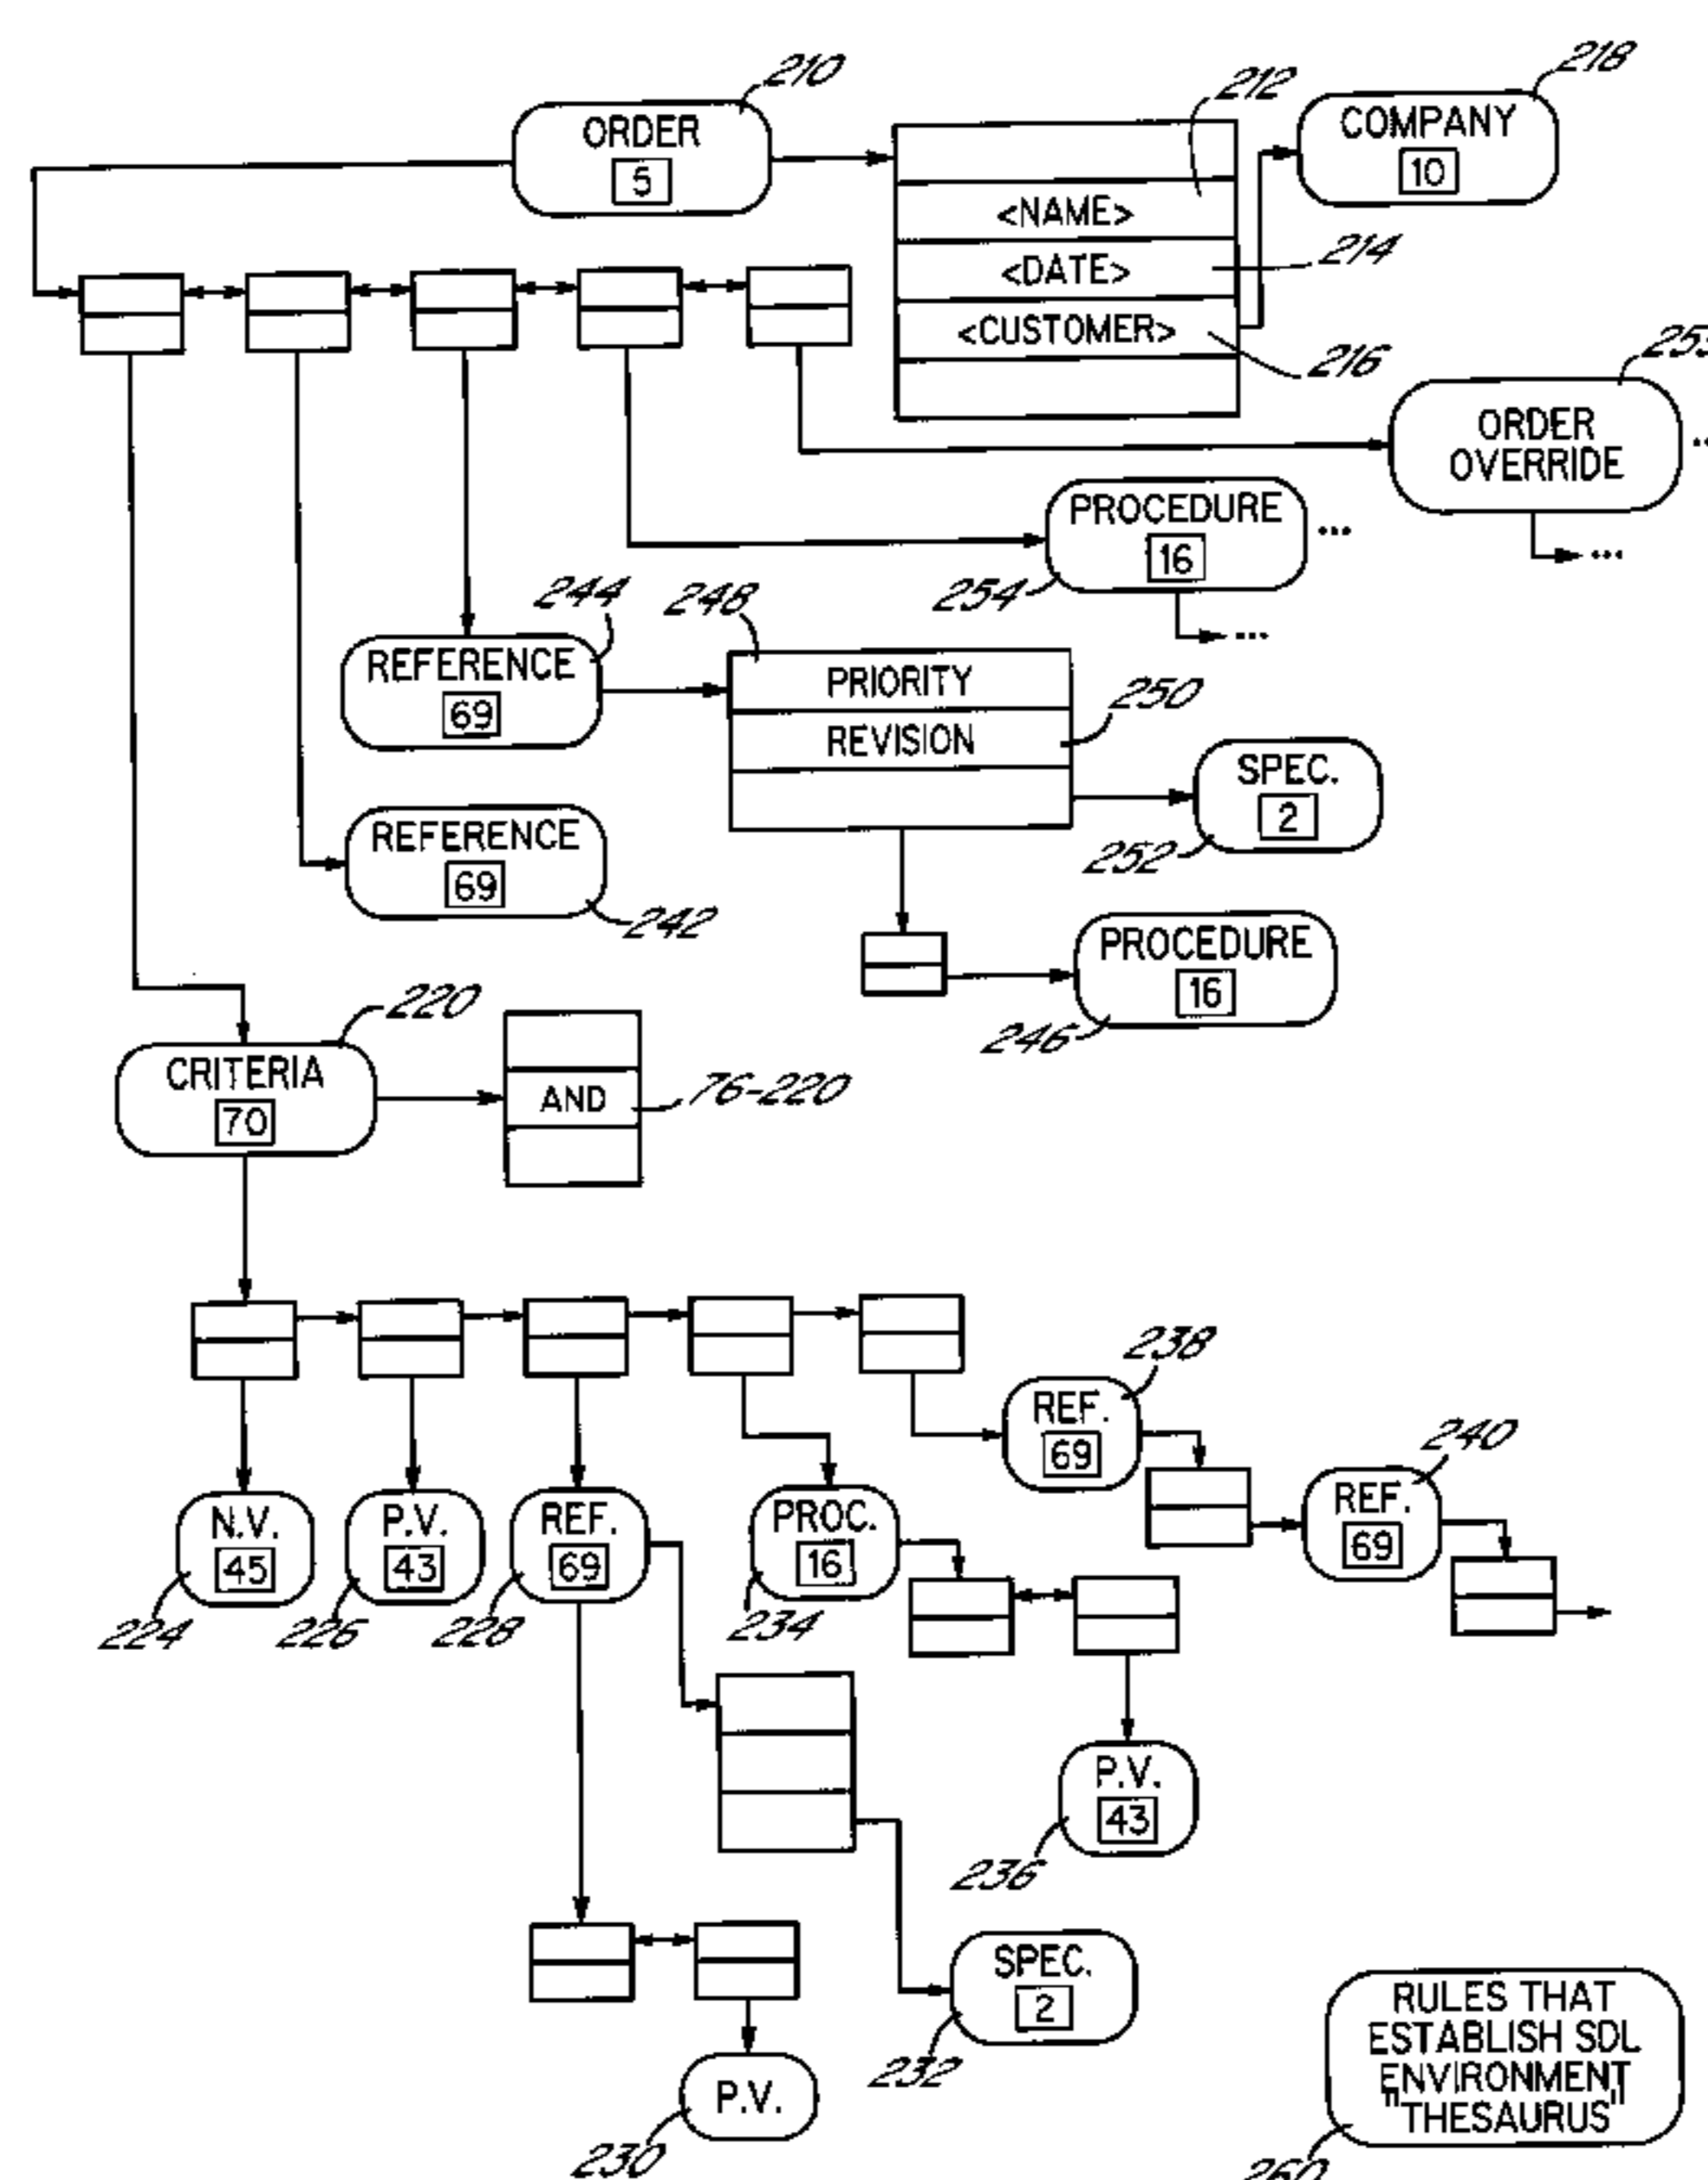 210
ORDER
5
212
218
COMPANY
10
<NAME>
<DATE>
214
<CUSTOMER>
216
ORDER
OVERRIDE
...
PROCEDURE
16
...
254
...
...
244
REFERENCE
69
248
PRIORITY
REVISION
250
SPEC.
2
252
REFERENCE
69
242
PROCEDURE
16
246
220
CRITERIA
70
AND
76-220
238
REF.
69
240
REF.
69
N.V.
45
224
P.V.
43
226
REF.
69
228
PROC.
16
234
P.V.
43
236
SPEC.
2
232
P.V.
230
RULES THAT
ESTABLISH SDL
ENVIRONMENT
"THESAURUS"
260